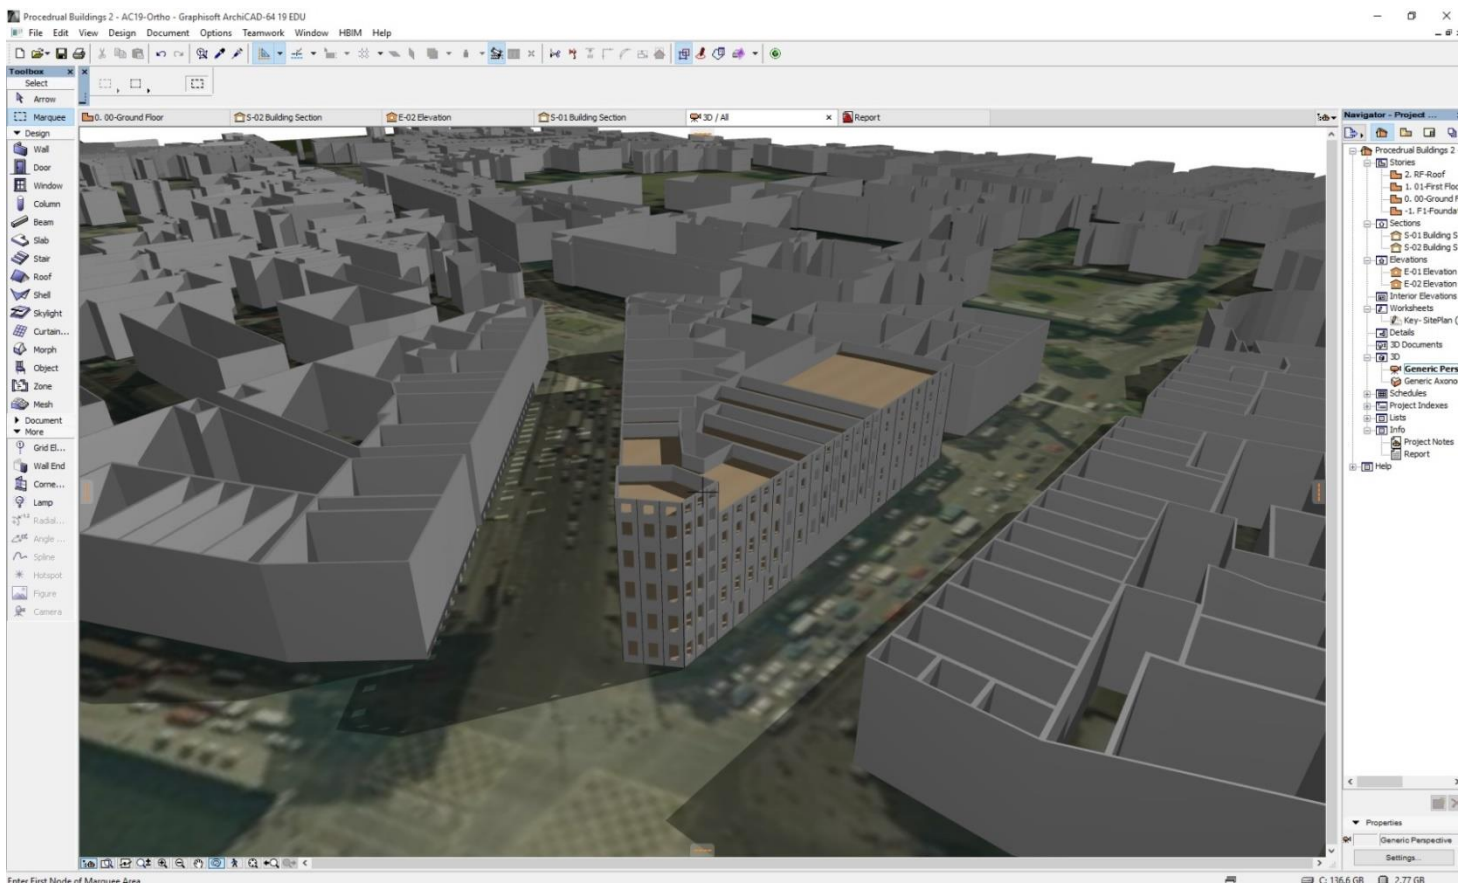 Procedrual Buildings 2 - AC19-Ortho - Graphisoft ArchiCAD-64 19 EDU
File Edit View Design Document Options Teamwork Window HBIM
Toolbox
Select
Arrow
Marquee
Design
Wall
Door
Window
Column
Beam
Slab
Stair
Roof
Shell
Skylight
Curtain...
Morph
Object
Zone
Mesh
Document
More
Grid El...
Wall End
Corne...
Lamp
Radial...
Angle ...
Spline
Hotspot
Figure
Camera
0. 00-Ground Floor
S-02 Building Section
E-02 Elevation
S-01 Building Section
3D / All
Report
Navigator - Project ...
Procedrual Buildings 2
Stories
2. RF-Roof
1. 01-First Floo
0. 00-Ground F
-1. F1-Foundat
Sections
S-01 Building S
S-02 Building S
Elevations
E-01 Elevation
E-02 Elevation
Interior Elevations
Worksheets
Key- SitePlan (
Details
3D Documents
3D
Generic Pers
Generic Axono
Schedules
Project Indexes
Lists
Info
Project Notes
Report
Help
Properties
Generic Perspective
Settings...
Enter First Node of Marquee Area.
C: 136.6 GB 2.77 GB